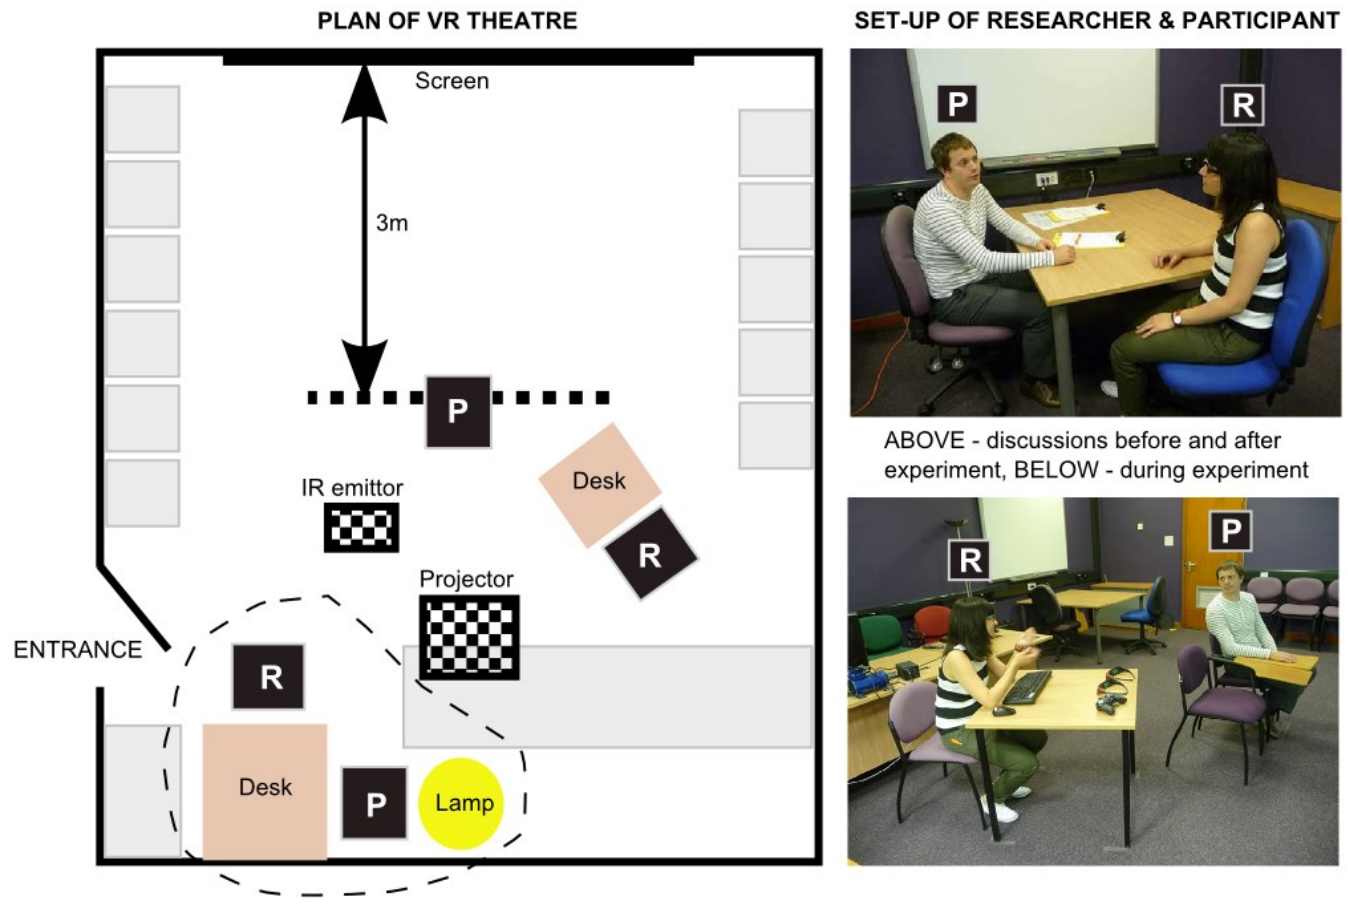 PLAN OF VR THEATRE
Screen
3m
P
Desk
IR emittor
R
Projector
ENTRANCE
R
Desk
P
Lamp
SET-UP OF RESEARCHER & PARTICIPANT
P
R
ABOVE - discussions before and after
experiment, BELOW - during experiment
R
P